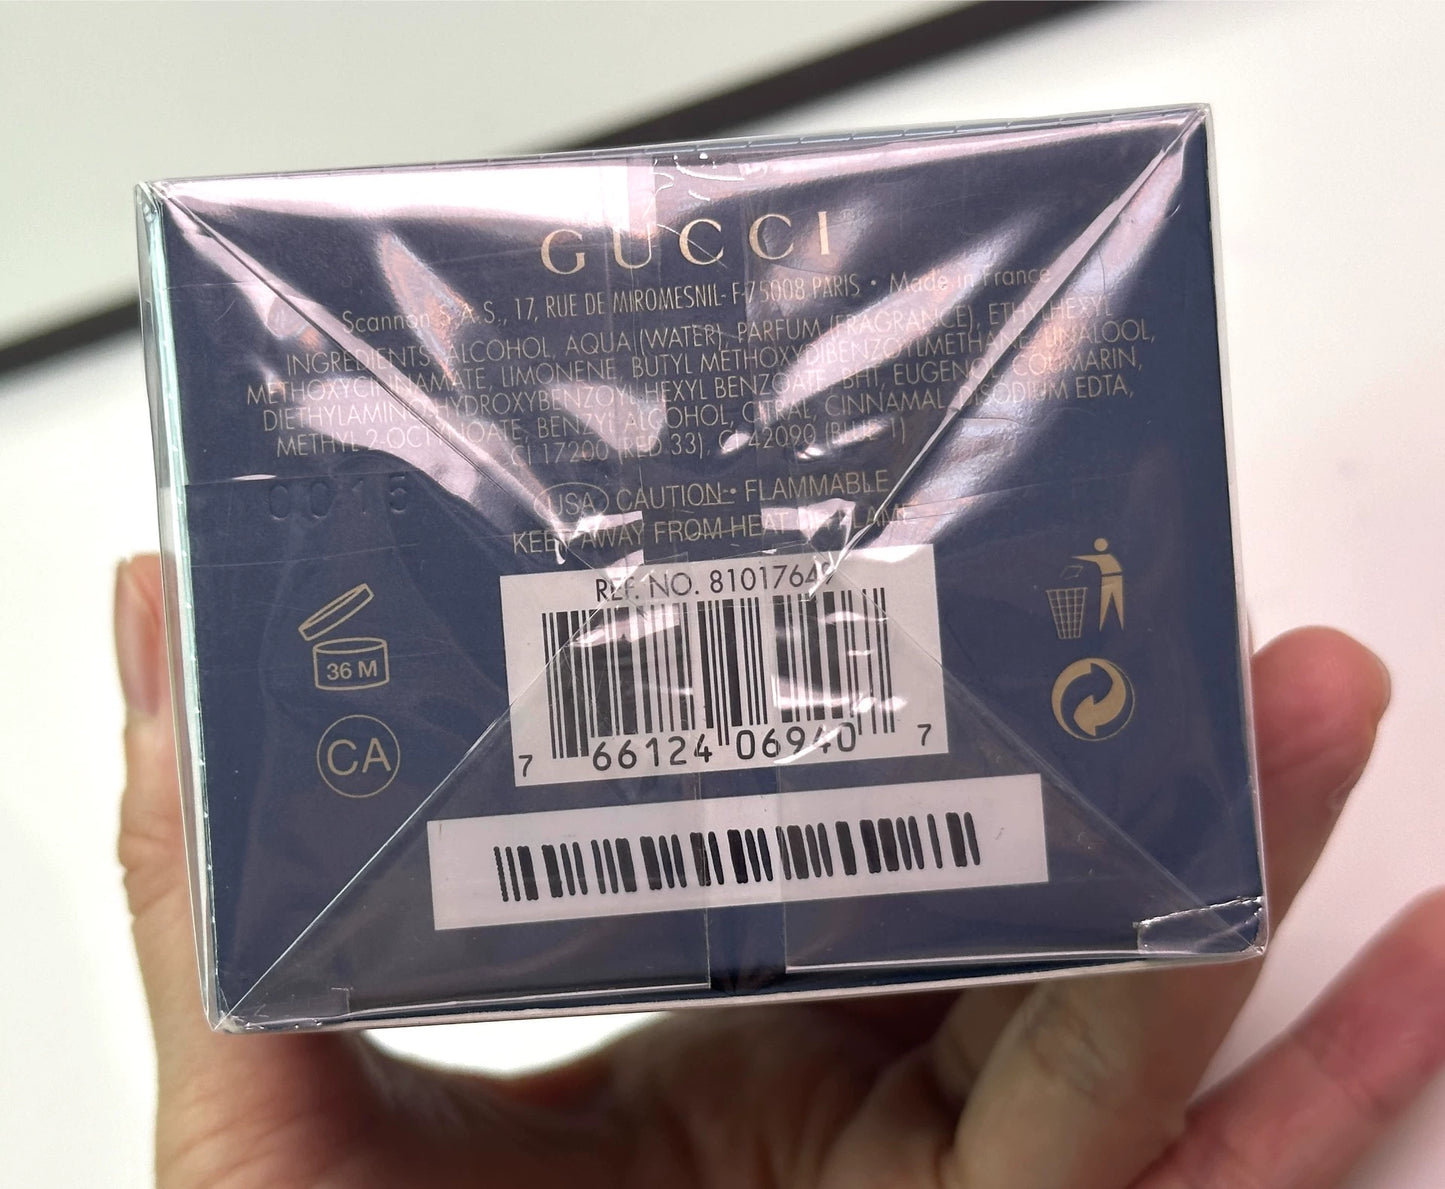 GUCCI
Scannon S.A.S., 17, RUE DE MIROMESNIL- F-75008 PARIS • Made in France
INGREDIENTS: ALCOHOL, AQUA (WATER), PARFUM (FRAGRANCE), ETHYLHEXYL
METHOXYCINNAMATE, LIMONENE, BUTYL METHOXYDIBENZOYLMETHANE, LINALOOL,
DIETHYLAMINO HYDROXYBENZOYL HEXYL BENZOATE, BHT, EUGENOL, COUMARIN,
METHYL 2-OCTYNOATE, BENZYL ALCOHOL, CITRAL, CINNAMAL, DISODIUM EDTA,
CI 17200 (RED 33), CI 42090 (BLUE 1)
0015
USA CAUTION • FLAMMABLE
KEEP AWAY FROM HEAT OR FLAME
REF. NO. 81017649
7 66124 06940 7
36 M
CA